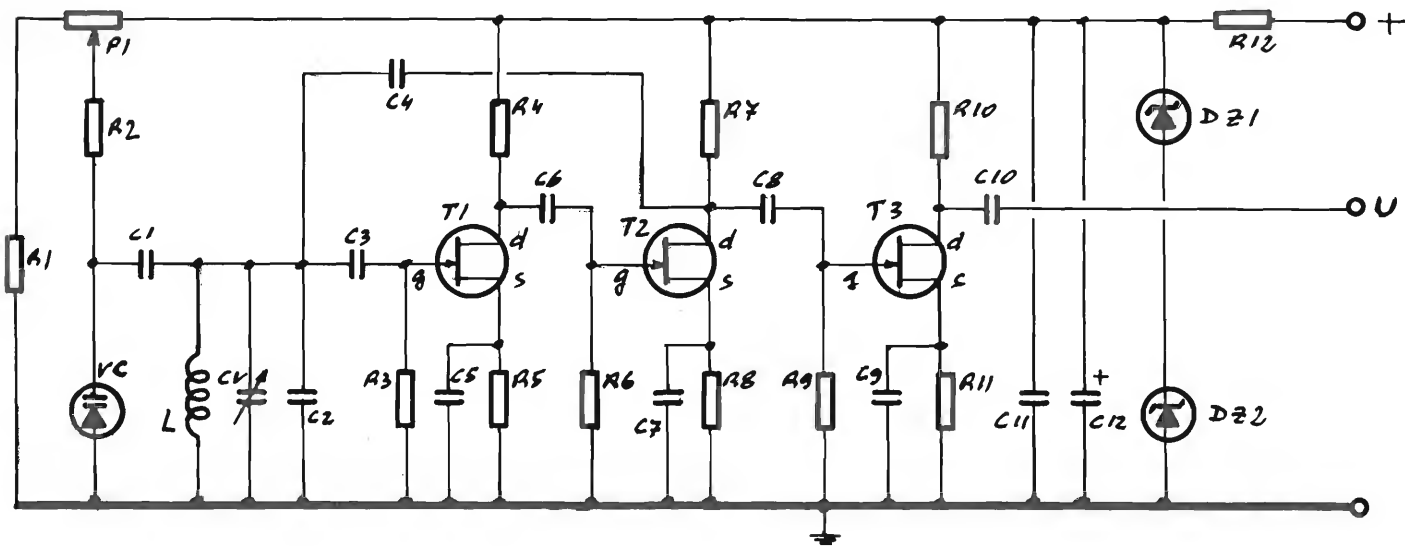 P1
+
R12
C4
R2
R4
R7
R10
DZ1
C6
C8
C10
U
C1
C3
T1
T2
T3
R1
g
d
s
g
d
s
g
d
s
VC
L
CV
C2
R3
C5
R5
R6
C7
R8
R9
C9
R11
C11
+
C12
DZ2